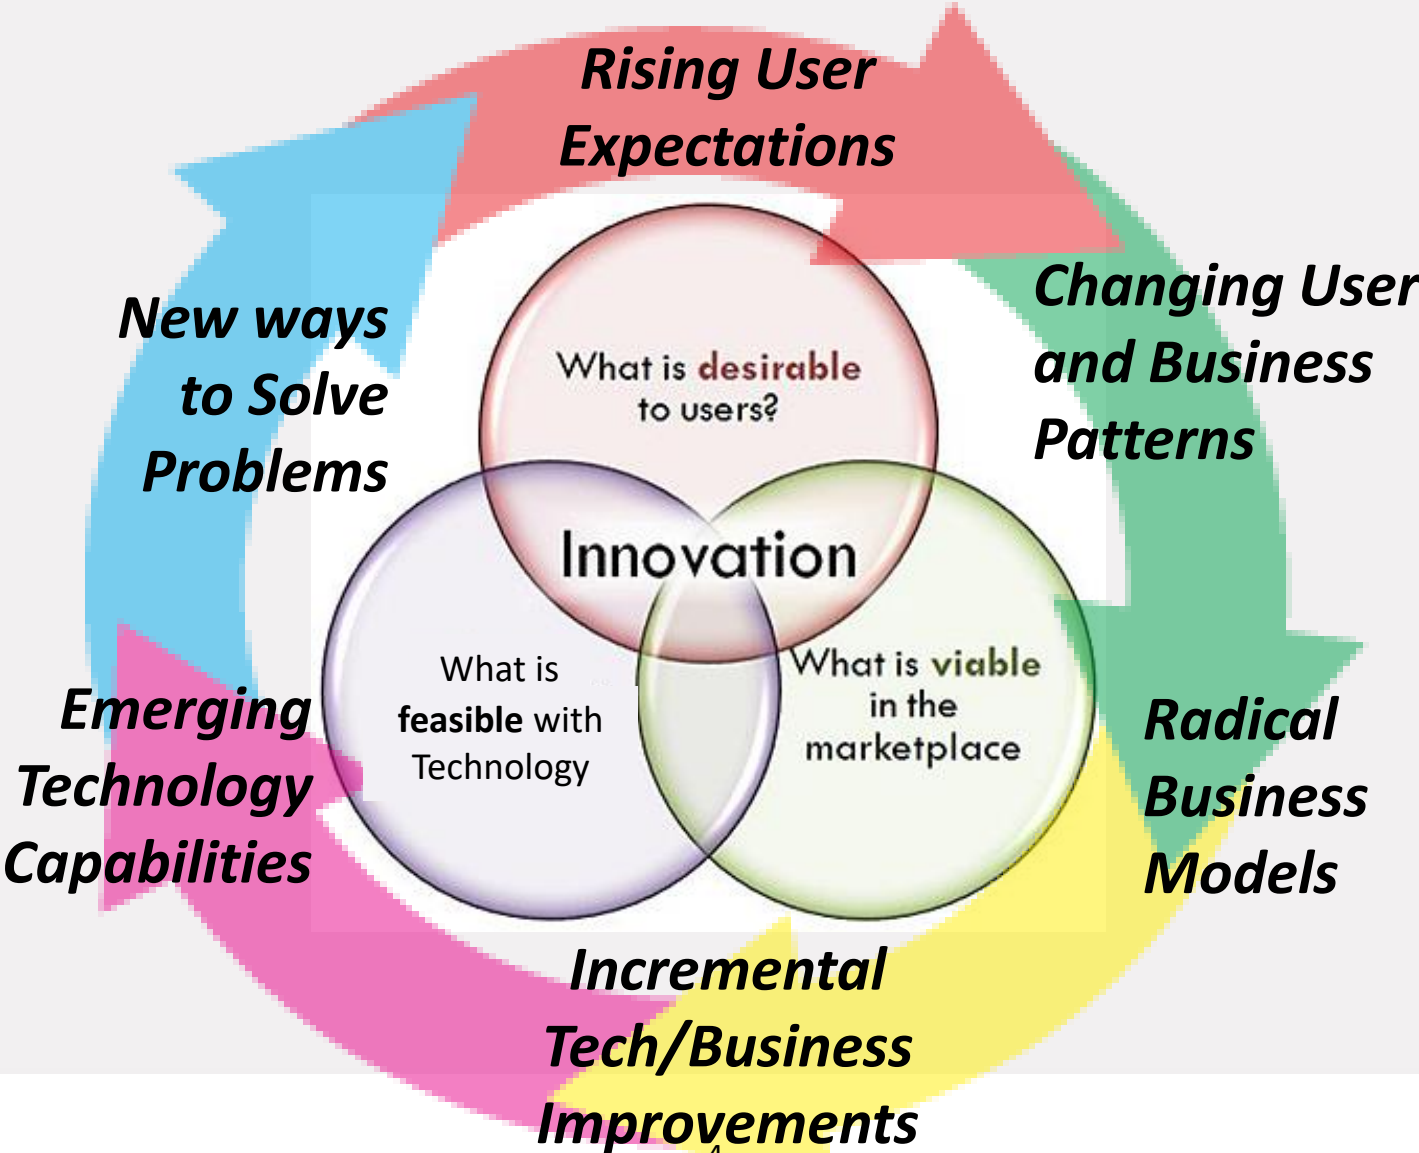 Rising User
Expectations
Changing User
and Business
Patterns
Radical
Business
Models
Incremental
Tech/Business
Improvements
Emerging
Technology
Capabilities
New ways
to Solve
Problems
What is desirable
to users?
Innovation
What is
feasible with
Technology
What is viable
in the
marketplace